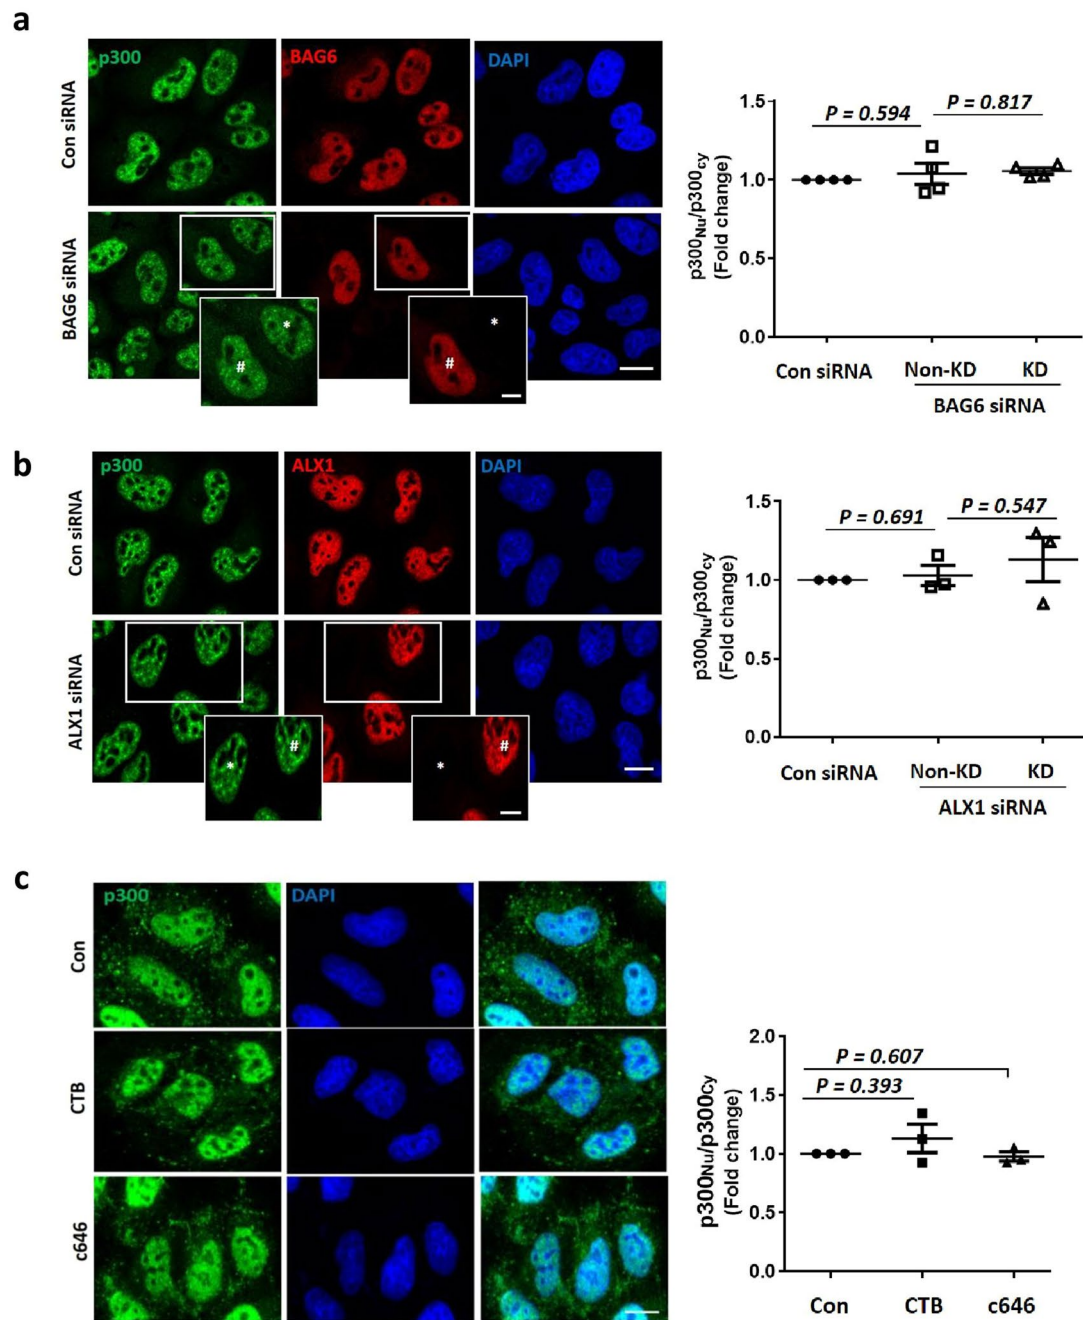 a
p300
BAG6
DAPI
Con siRNA
BAG6 siRNA
*
#
*
#
p300Nu/p300cy
(Fold change)
1.5
1.0
0.5
0.0
P = 0.594
P = 0.817
Con siRNA
Non-KD
KD
BAG6 siRNA
b
p300
ALX1
DAPI
Con siRNA
ALX1 siRNA
*
#
*
#
p300Nu/p300cy
(Fold change)
1.5
1.0
0.5
0.0
P = 0.691
P = 0.547
Con siRNA
Non-KD
KD
ALX1 siRNA
c
p300
DAPI
Con
CTB
c646
p300Nu/p300Cy
(Fold change)
2.0
1.5
1.0
0.5
0.0
P = 0.607
P = 0.393
Con
CTB
c646